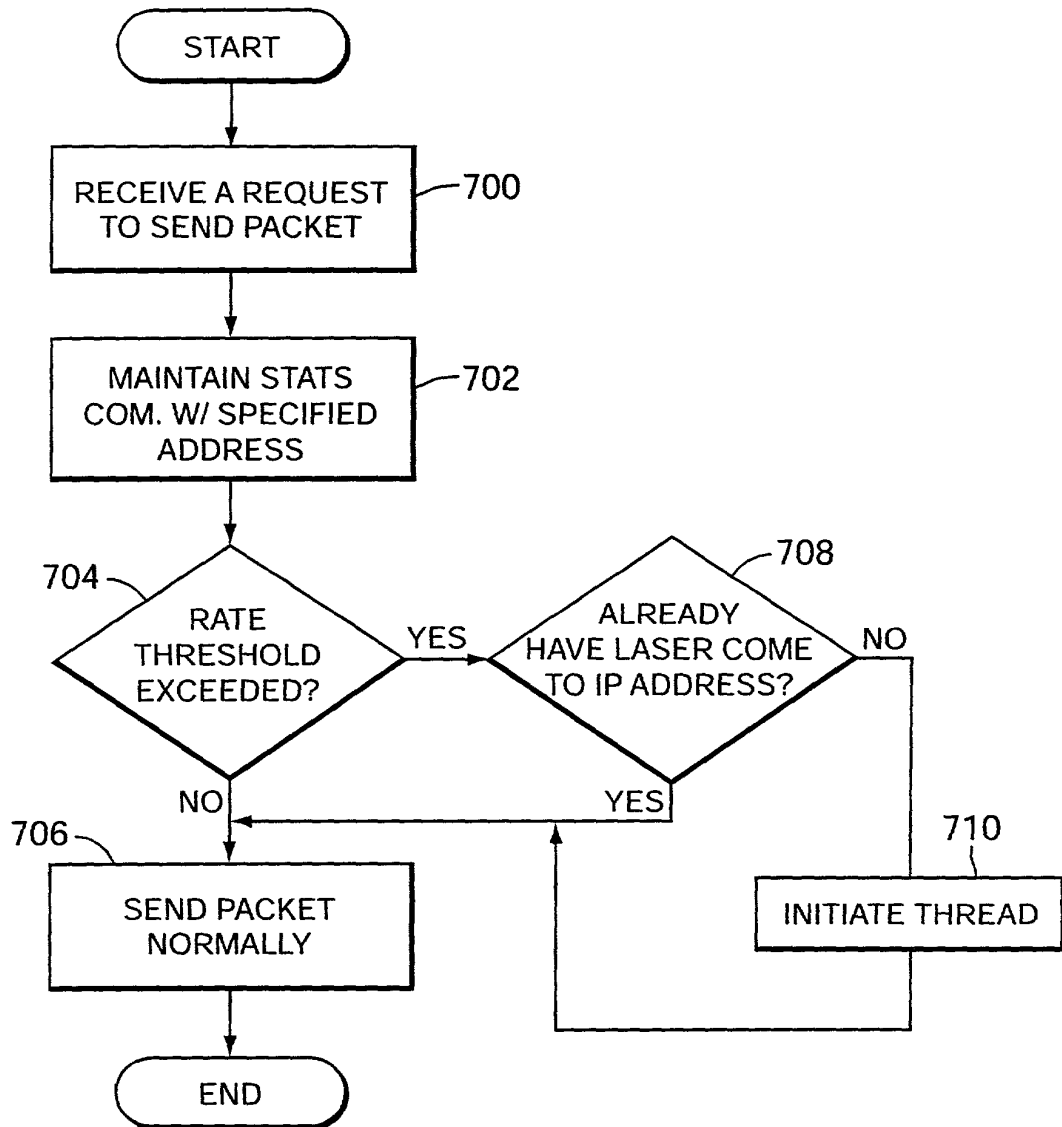 START
RECEIVE A REQUEST
TO SEND PACKET
700
MAINTAIN STATS
COM. W/ SPECIFIED
ADDRESS
702
704
RATE
THRESHOLD
EXCEEDED?
YES
708
ALREADY
HAVE LASER COME
TO IP ADDRESS?
NO
NO
YES
706
SEND PACKET
NORMALLY
710
INITIATE THREAD
END